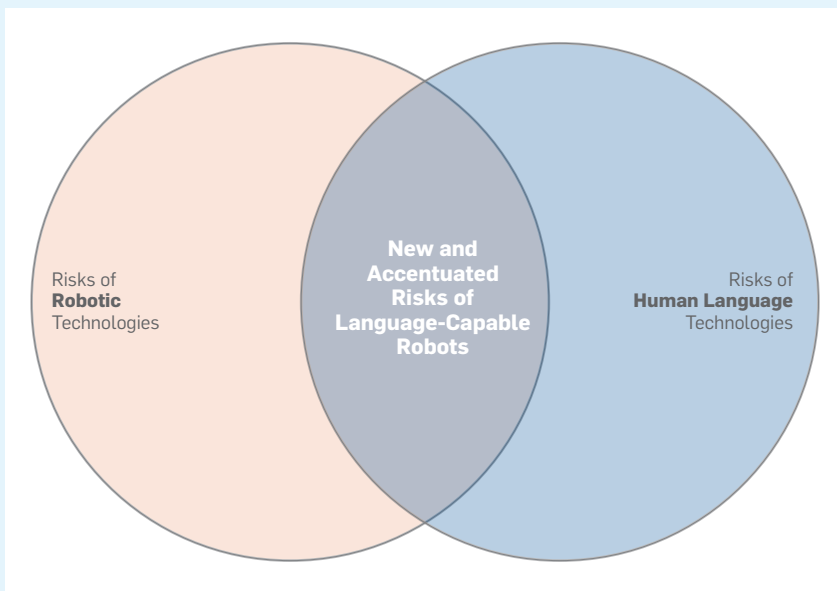 Risks of
Robotic
Technologies
New and
Accentuated
Risks of
Language-Capable
Robots
Risks of
Human Language
Technologies